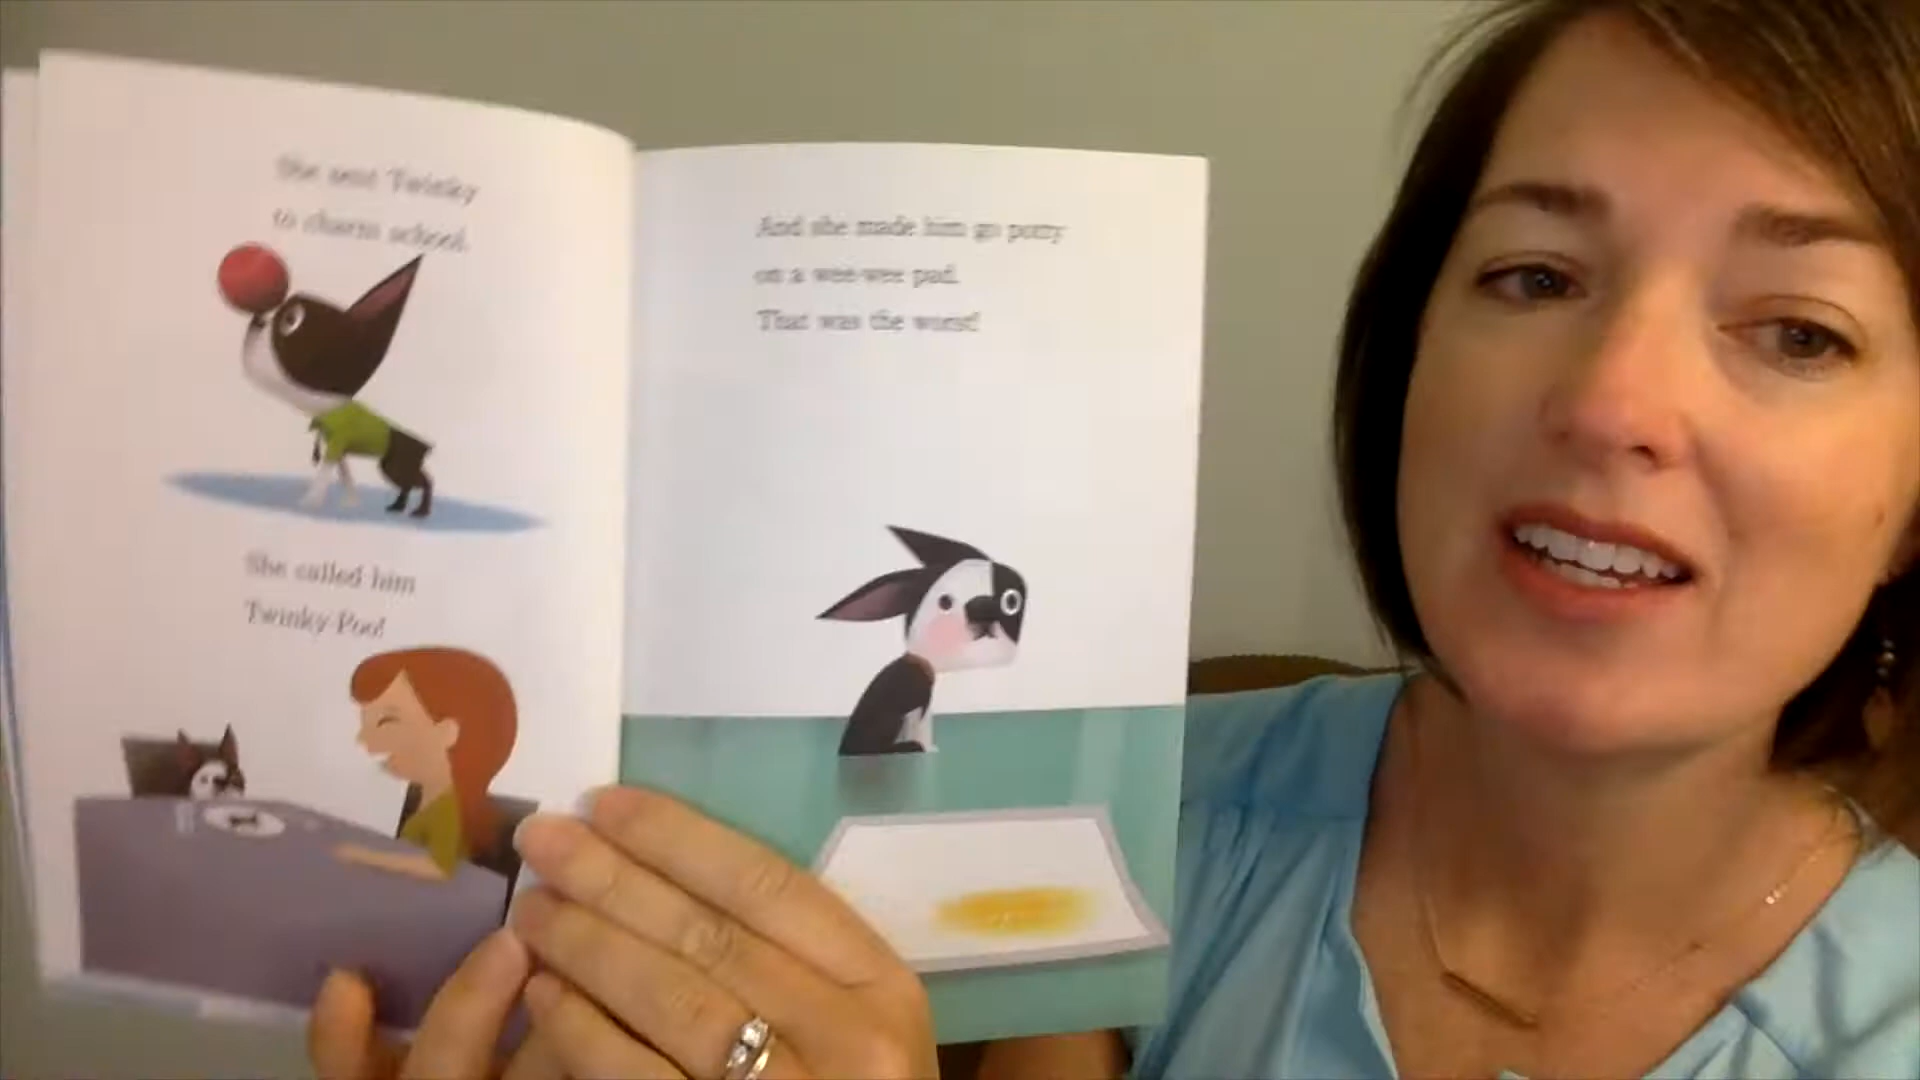 She sent Twinky
to charm school.
She called him
Twinky-Poo!
And she made him go potty
on a wee-wee pad.
That was the worst!